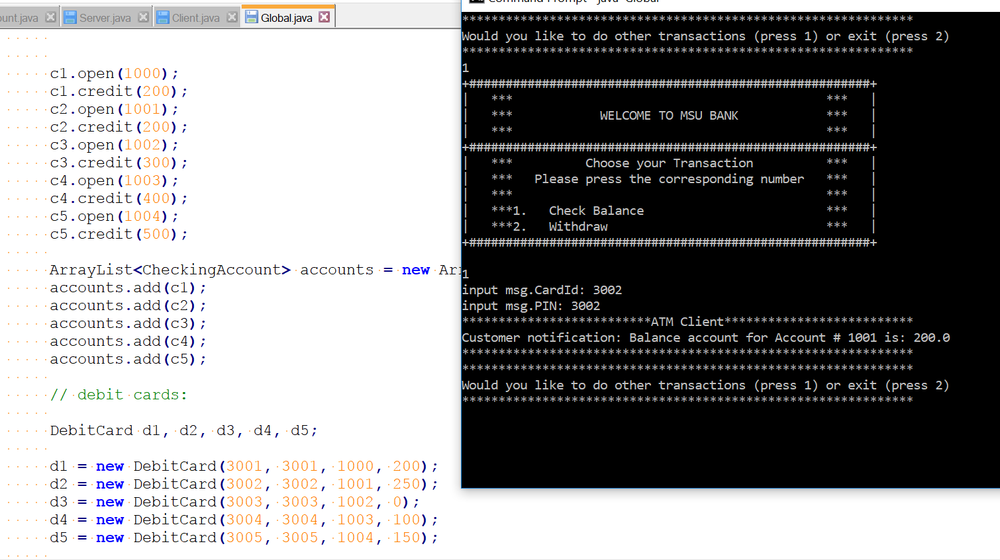 ount.java Server.java Client.java Global.java
c1.open(1000);
c1.credit(200);
c2.open(1001);
c2.credit(200);
c3.open(1002);
c3.credit(300);
c4.open(1003);
c4.credit(400);
c5.open(1004);
c5.credit(500);
ArrayList<CheckingAccount> accounts = new Arr
accounts.add(c1);
accounts.add(c2);
accounts.add(c3);
accounts.add(c4);
accounts.add(c5);
// debit cards:
DebitCard d1, d2, d3, d4, d5;
d1 = new DebitCard(3001, 3001, 1000, 200);
d2 = new DebitCard(3002, 3002, 1001, 250);
d3 = new DebitCard(3003, 3003, 1002, 0);
d4 = new DebitCard(3004, 3004, 1003, 100);
d5 = new DebitCard(3005, 3005, 1004, 150);
Command Prompt - java Global
**************************************************************
Would you like to do other transactions (press 1) or exit (press 2)
**************************************************************
1
+#######################################################+
|   ***                                           ***   |
|   ***            WELCOME TO MSU BANK            ***   |
|   ***                                           ***   |
+#######################################################+
|   ***          Choose your Transaction          ***   |
|   ***   Please press the corresponding number   ***   |
|   ***                                           ***   |
|   ***1.   Check Balance                         ***   |
|   ***2.   Withdraw                              ***   |
+#######################################################+
1
input msg.CardId: 3002
input msg.PIN: 3002
**************************ATM Client**************************
Customer notification: Balance account for Account # 1001 is: 200.0
**************************************************************
**************************************************************
Would you like to do other transactions (press 1) or exit (press 2)
**************************************************************